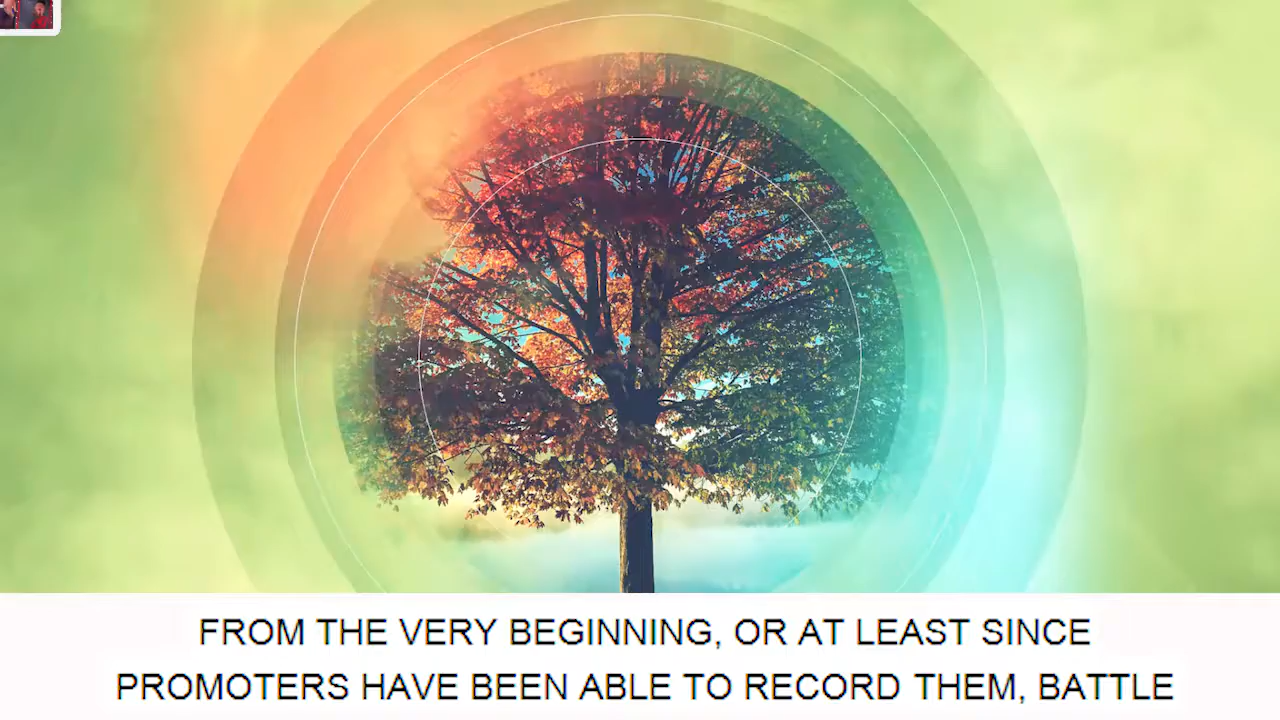 FROM THE VERY BEGINNING, OR AT LEAST SINCE
PROMOTERS HAVE BEEN ABLE TO RECORD THEM, BATTLE